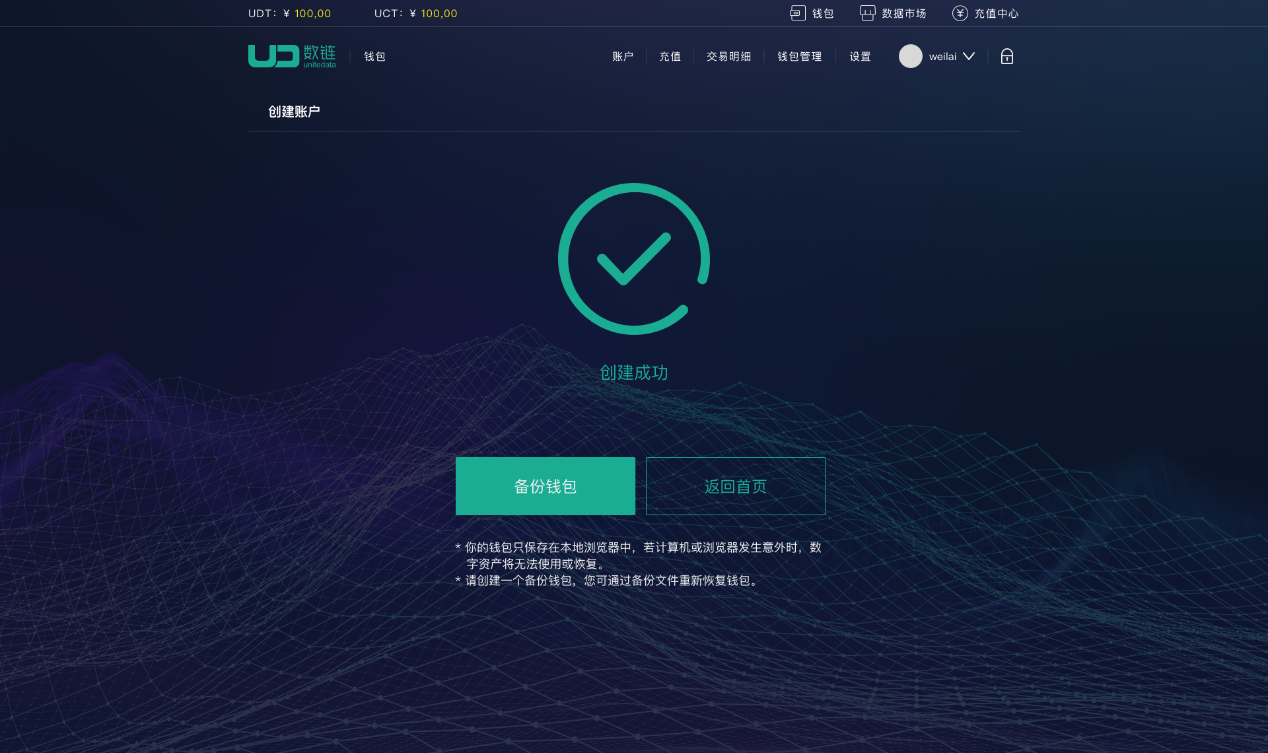 UDT: ¥ 100,00 UCT: ¥ 100,00 钱包 数据市场 充值中心
数链
unitedata
钱包 账户 充值 交易明细 钱包管理 设置 weilai
创建账户
创建成功
备份钱包 返回首页
* 你的钱包只保存在本地浏览器中，若计算机或浏览器发生意外时，数
字资产将无法使用或恢复。
* 请创建一个备份钱包，您可通过备份文件重新恢复钱包。